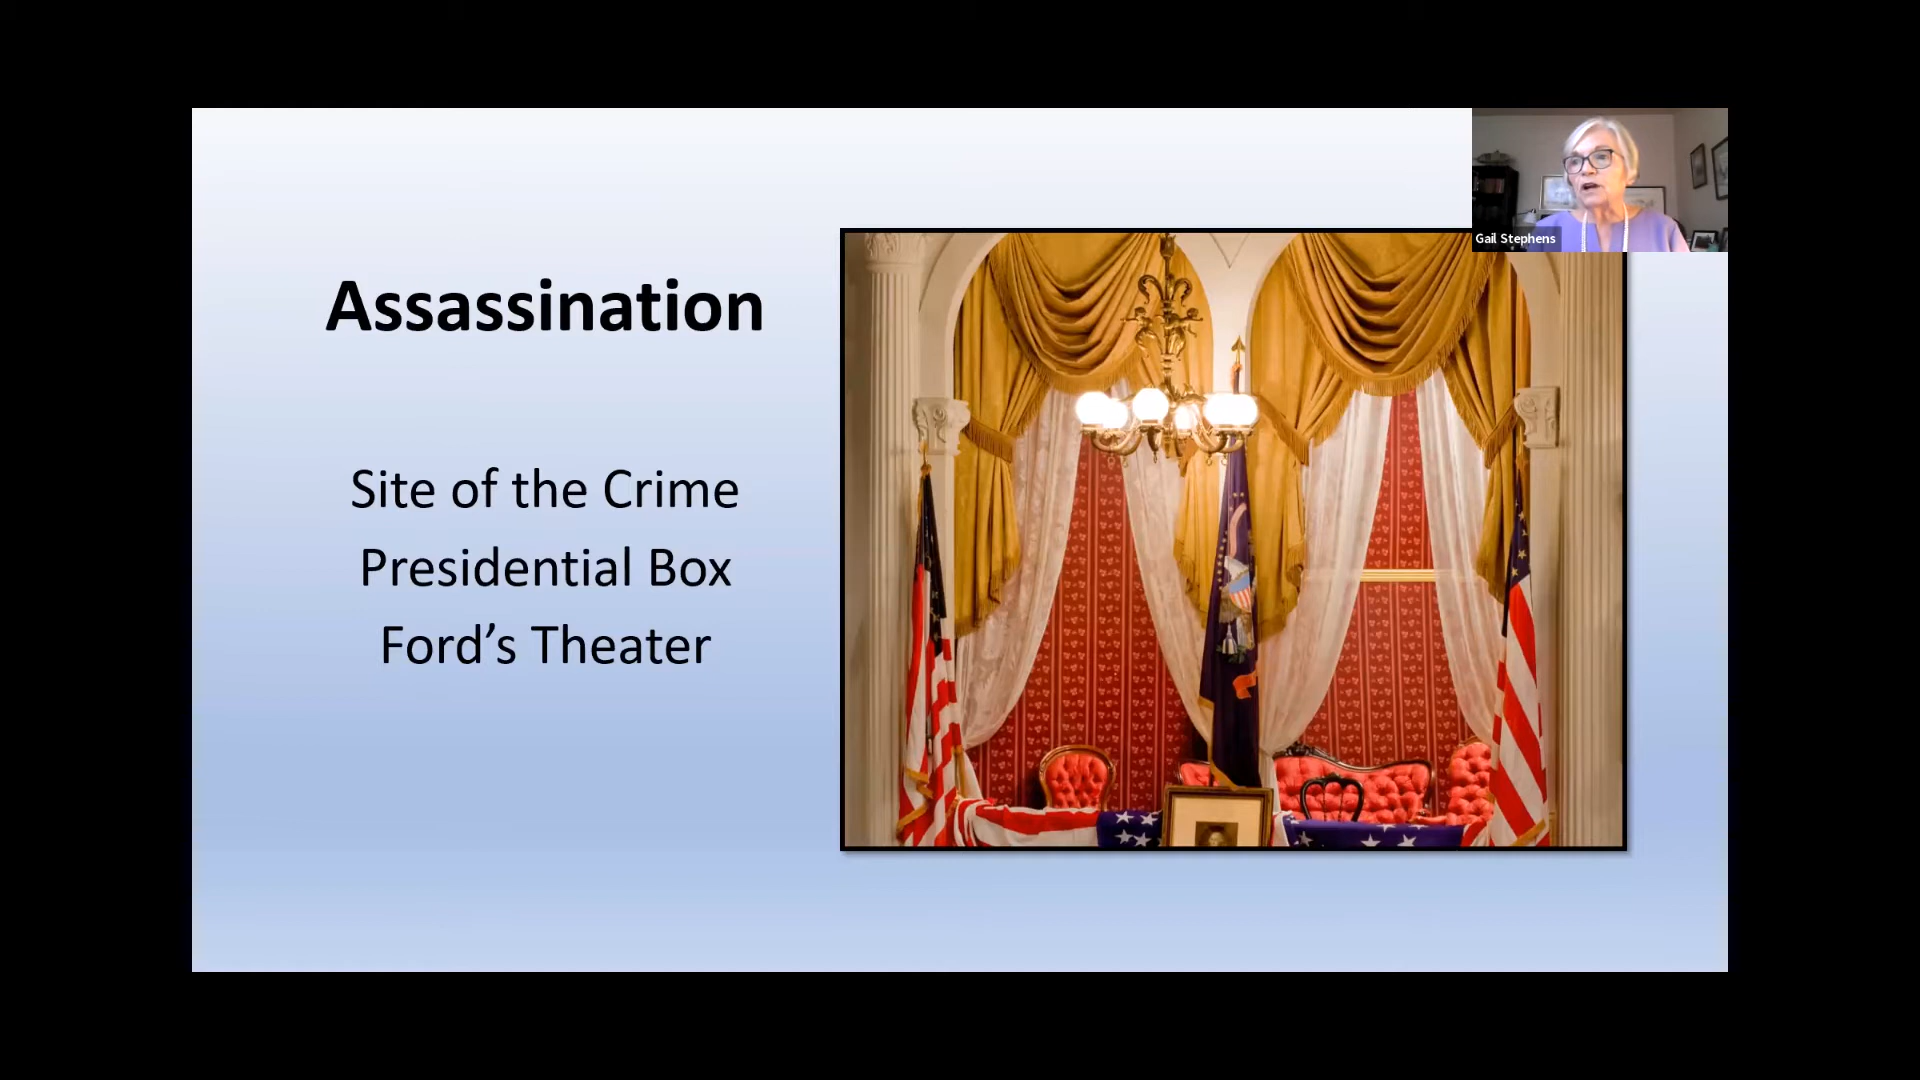 Gail Stephens
Assassination
Site of the Crime
Presidential Box
Ford’s Theater